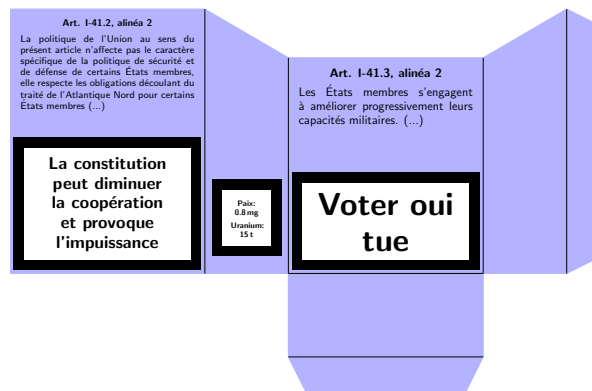 Art. I-41.2, alinéa 2
La politique de l'Union au sens du
présent article n'affecte pas le caractère
spécifique de la politique de sécurité et
de défense de certains États membres,
elle respecte les obligations découlant du
traité de l'Atlantique Nord pour certains
États membres (...)
La constitution
peut diminuer
la coopération
et provoque
l'impuissance
Paix:
0.8 mg
Uranium:
15 t
Art. I-41.3, alinéa 2
Les États membres s'engagent
à améliorer progressivement leurs
capacités militaires. (...)
Voter oui
tue